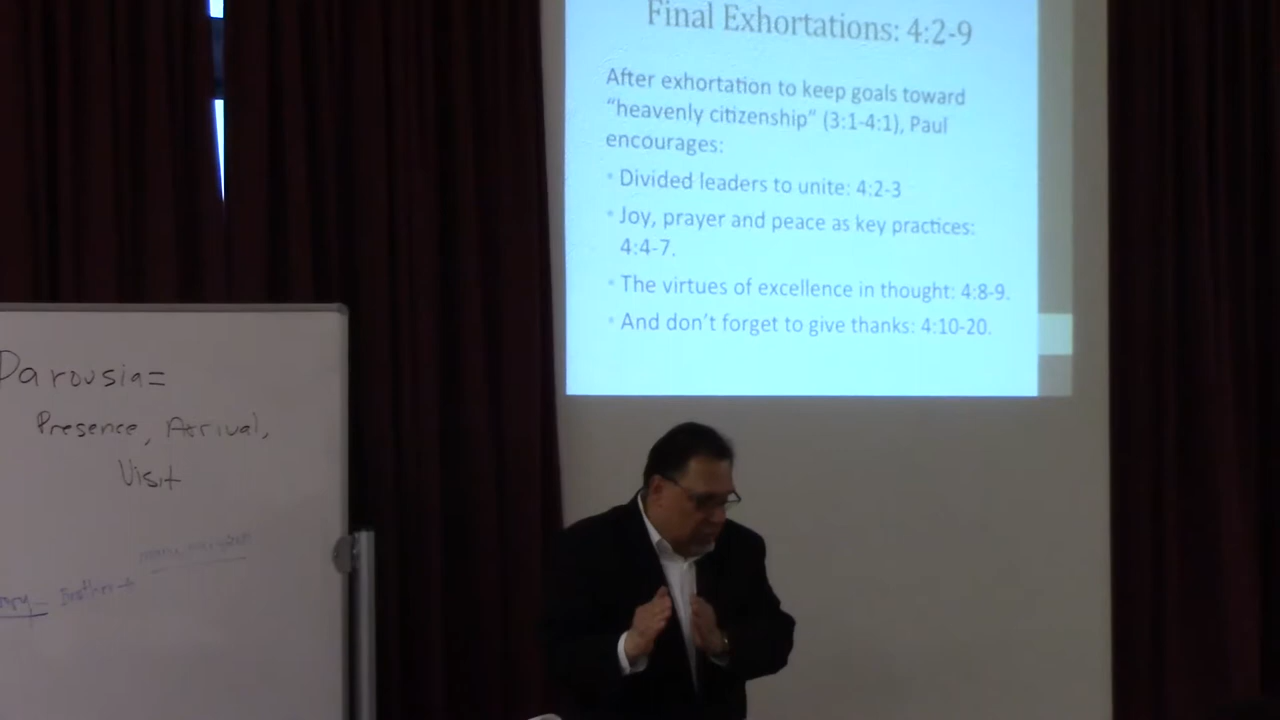 Final Exhortations: 4:2-9
After exhortation to keep goals toward
“heavenly citizenship” (3:1-4:1), Paul
encourages:
• Divided leaders to unite: 4:2-3
• Joy, prayer and peace as key practices:
4:4-7.
• The virtues of excellence in thought: 4:8-9.
• And don’t forget to give thanks: 4:10-20.
Parousia=
Presence, Arrival,
Visit